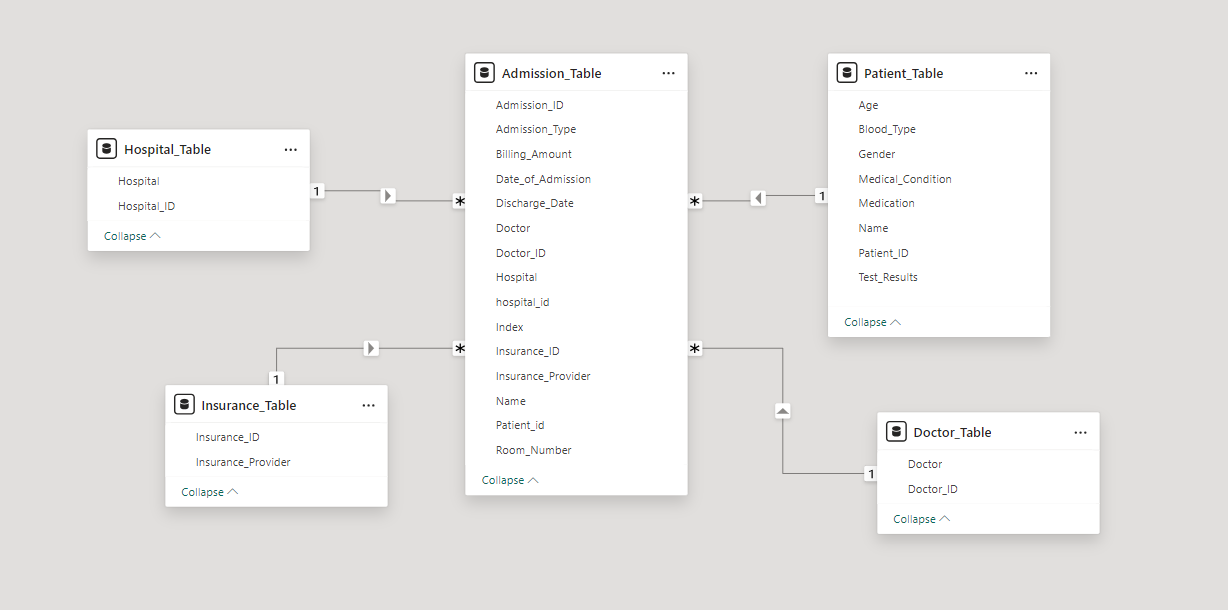 Hospital_Table
Hospital
Hospital_ID
Collapse
1
*
Insurance_Table
Insurance_ID
Insurance_Provider
Collapse
1
*
Admission_Table
Admission_ID
Admission_Type
Billing_Amount
Date_of_Admission
Discharge_Date
Doctor
Doctor_ID
Hospital
hospital_id
Index
Insurance_ID
Insurance_Provider
Name
Patient_id
Room_Number
Collapse
*
1
Patient_Table
Age
Blood_Type
Gender
Medical_Condition
Medication
Name
Patient_ID
Test_Results
Collapse
*
1
Doctor_Table
Doctor
Doctor_ID
Collapse